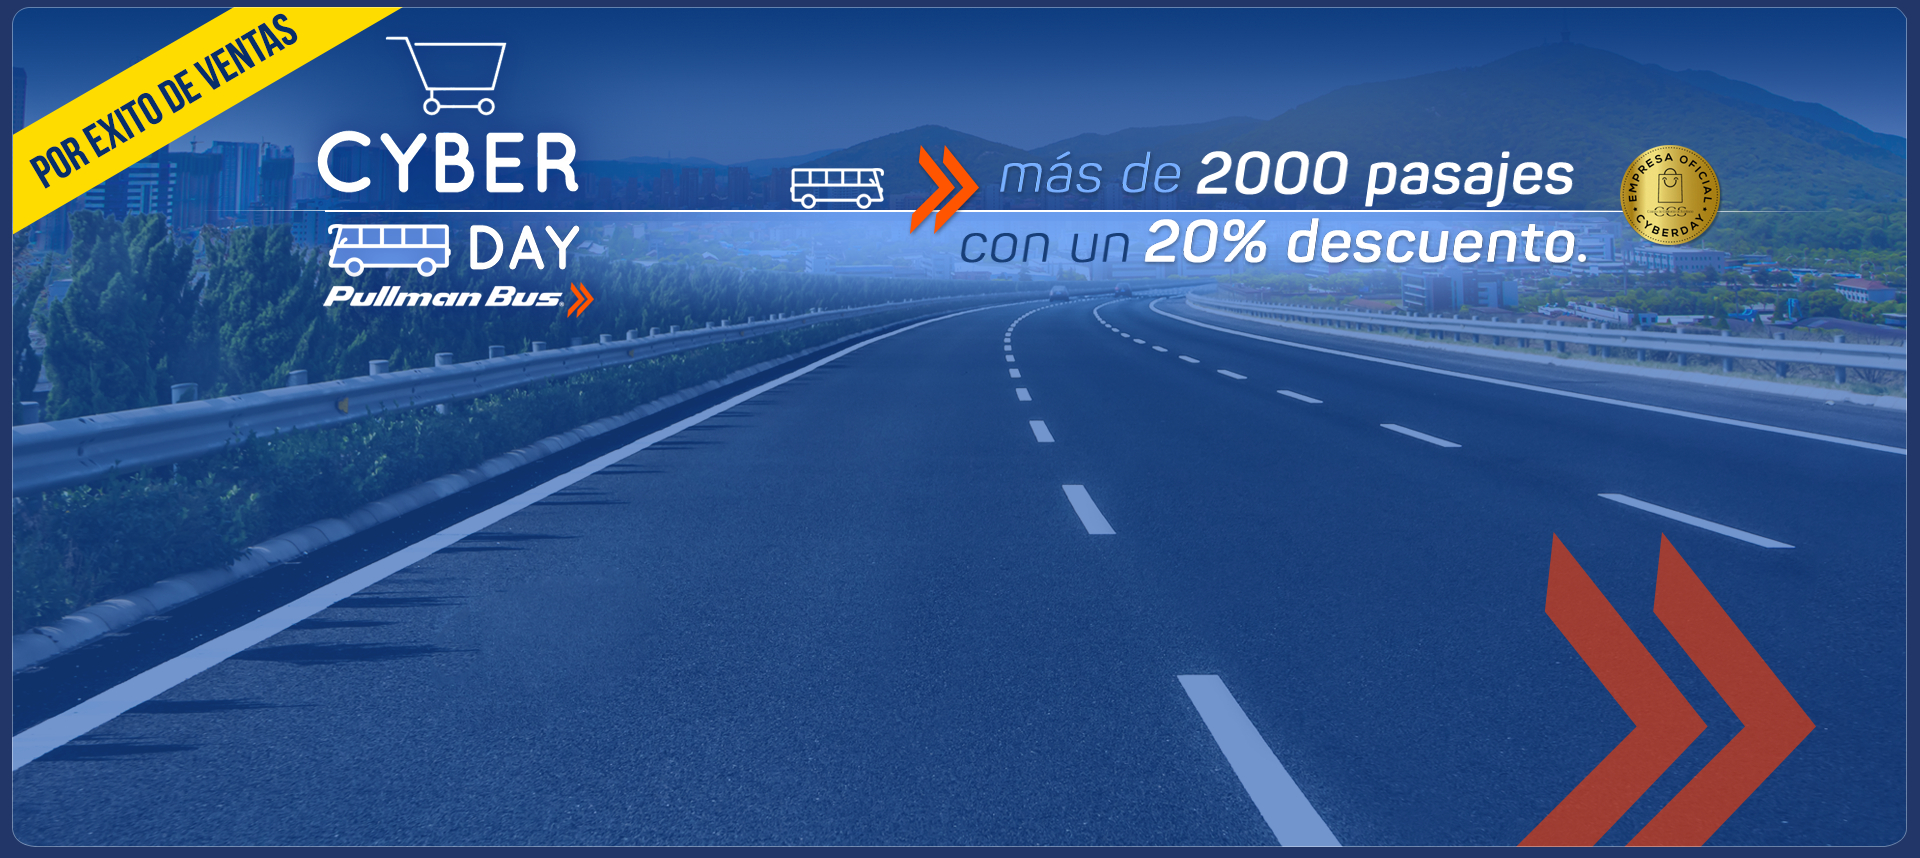 POR EXITO DE VENTAS
CYBER
DAY
Pullman Bus
más de 2000 pasajes
con un 20% descuento.
EMPRESA OFICIAL
CCS
CYBERDAY